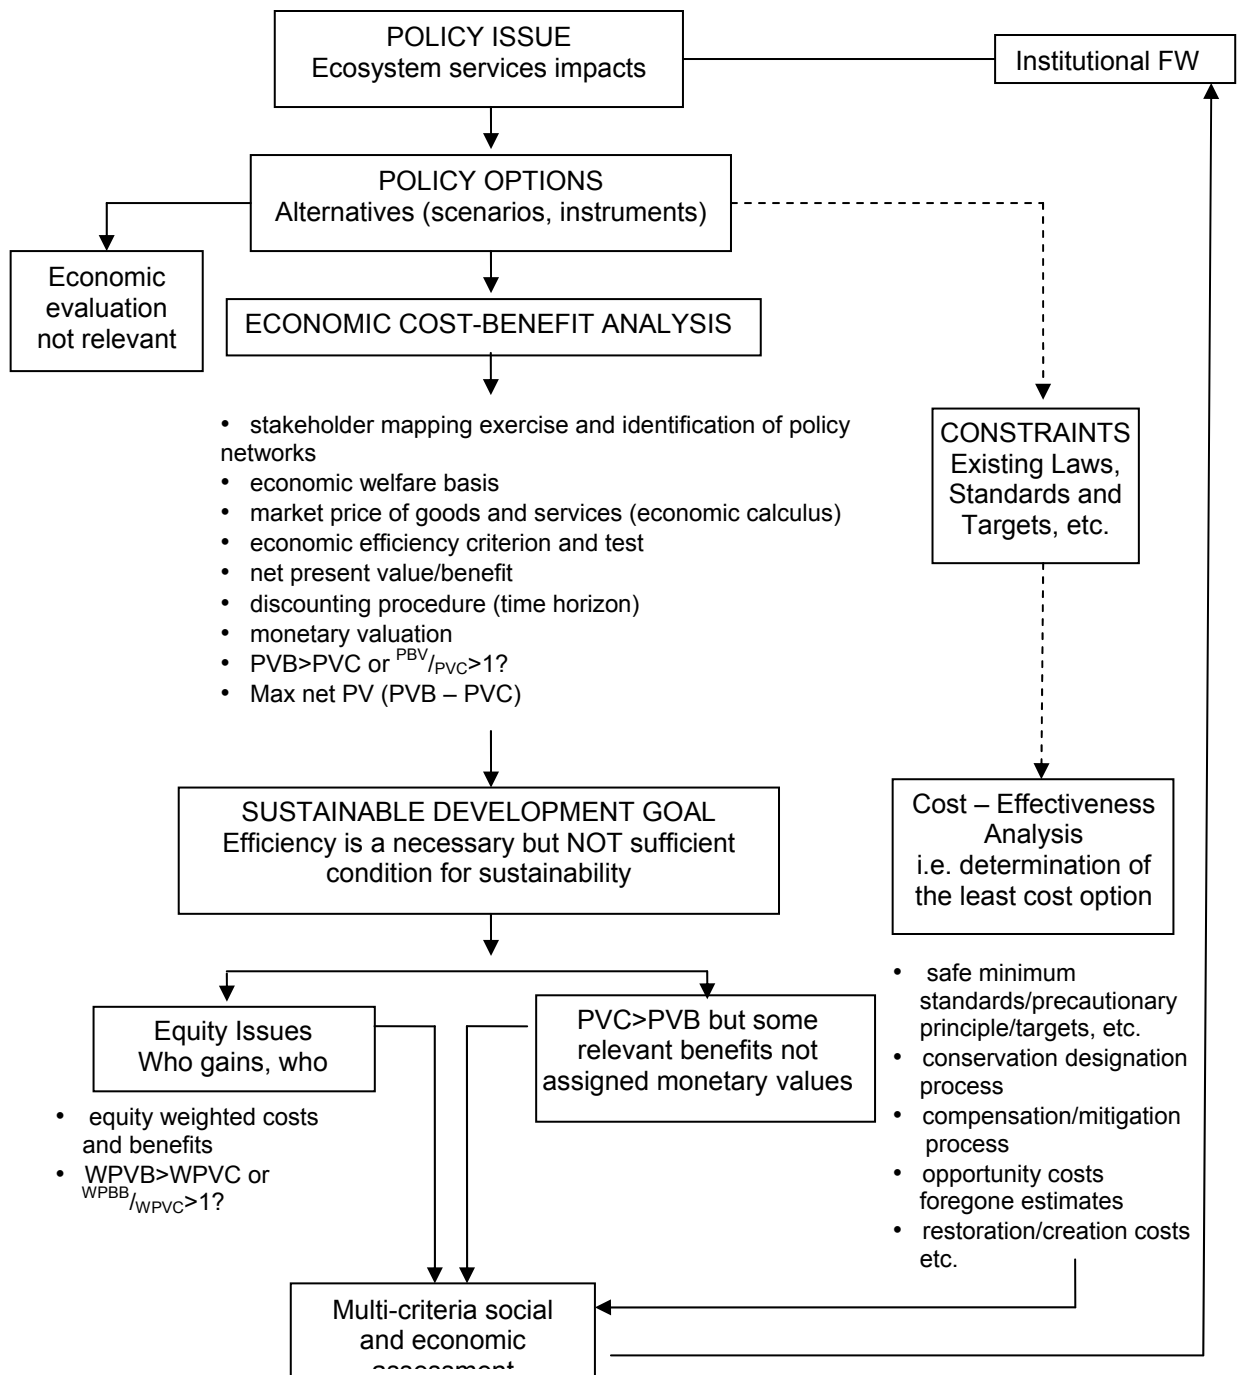 POLICY ISSUE
Ecosystem services impacts
Institutional FW
POLICY OPTIONS
Alternatives (scenarios, instruments)
Economic
evaluation
not relevant
ECONOMIC COST-BENEFIT ANALYSIS
• stakeholder mapping exercise and identification of policy
networks
• economic welfare basis
• market price of goods and services (economic calculus)
• economic efficiency criterion and test
• net present value/benefit
• discounting procedure (time horizon)
• monetary valuation
• PVB>PVC or PBV/PVC>1?
• Max net PV (PVB – PVC)
CONSTRAINTS
Existing Laws,
Standards and
Targets, etc.
SUSTAINABLE DEVELOPMENT GOAL
Efficiency is a necessary but NOT sufficient
condition for sustainability
Cost – Effectiveness
Analysis
i.e. determination of
the least cost option
Equity Issues
Who gains, who
PVC>PVB but some
relevant benefits not
assigned monetary values
• equity weighted costs
and benefits
• WPVB>WPVC or
WPBB/WPVC>1?
• safe minimum
standards/precautionary
principle/targets, etc.
• conservation designation
process
• compensation/mitigation
process
• opportunity costs
foregone estimates
• restoration/creation costs
etc.
Multi-criteria social
and economic